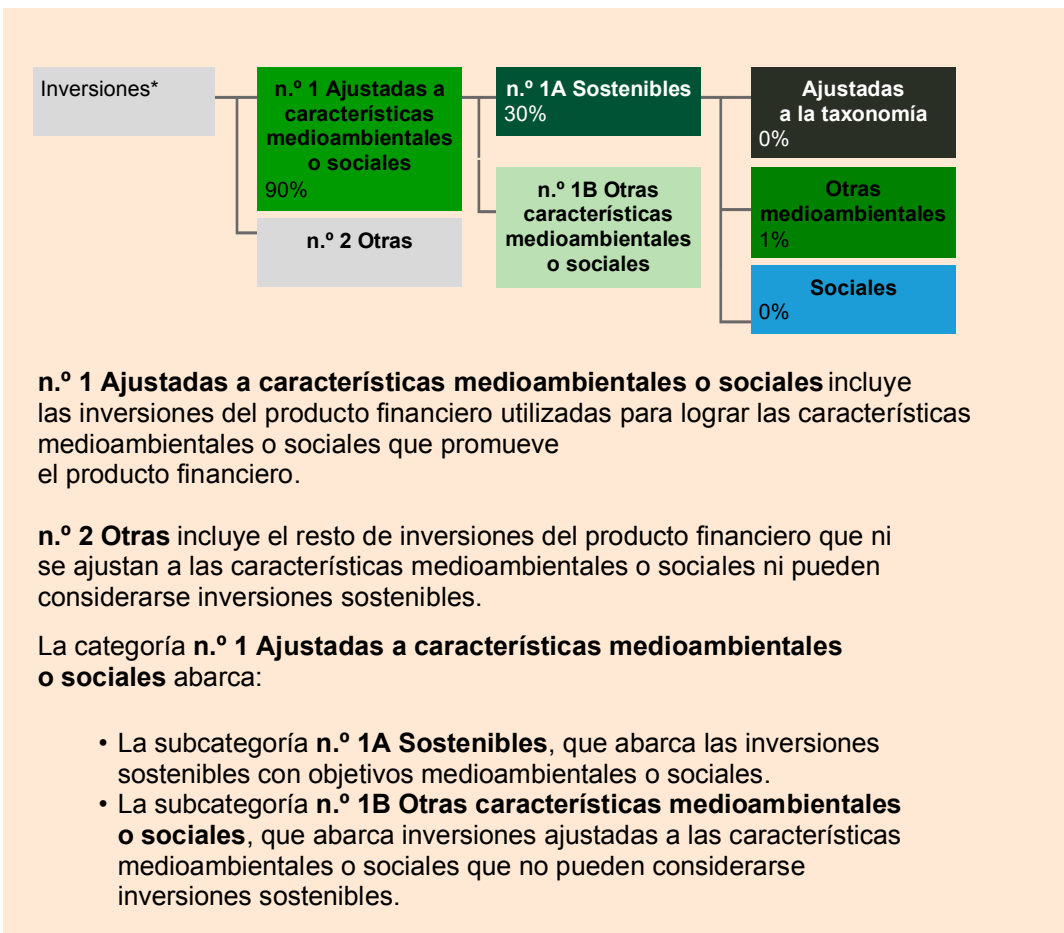 Inversiones*
n.º 1 Ajustadas a
características
medioambientales
o sociales
90%
n.º 2 Otras
n.º 1A Sostenibles
30%
n.º 1B Otras
características
medioambientales
o sociales
Ajustadas
a la taxonomía
0%
Otras
medioambientales
1%
Sociales
0%
n.º 1 Ajustadas a características medioambientales o sociales incluye
las inversiones del producto financiero utilizadas para lograr las características
medioambientales o sociales que promueve
el producto financiero.
n.º 2 Otras incluye el resto de inversiones del producto financiero que ni
se ajustan a las características medioambientales o sociales ni pueden
considerarse inversiones sostenibles.
La categoría n.º 1 Ajustadas a características medioambientales
o sociales abarca:
• La subcategoría n.º 1A Sostenibles, que abarca las inversiones
sostenibles con objetivos medioambientales o sociales.
• La subcategoría n.º 1B Otras características medioambientales
o sociales, que abarca inversiones ajustadas a las características
medioambientales o sociales que no pueden considerarse
inversiones sostenibles.